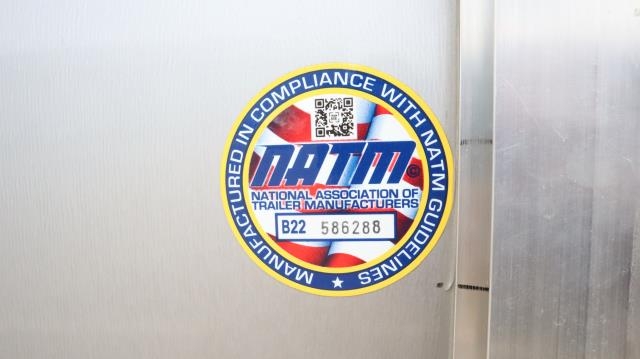 MANUFACTURED IN COMPLIANCE WITH NATM GUIDELINES
NATM©
NATIONAL ASSOCIATION OF
TRAILER MANUFACTURERS
B22 586288